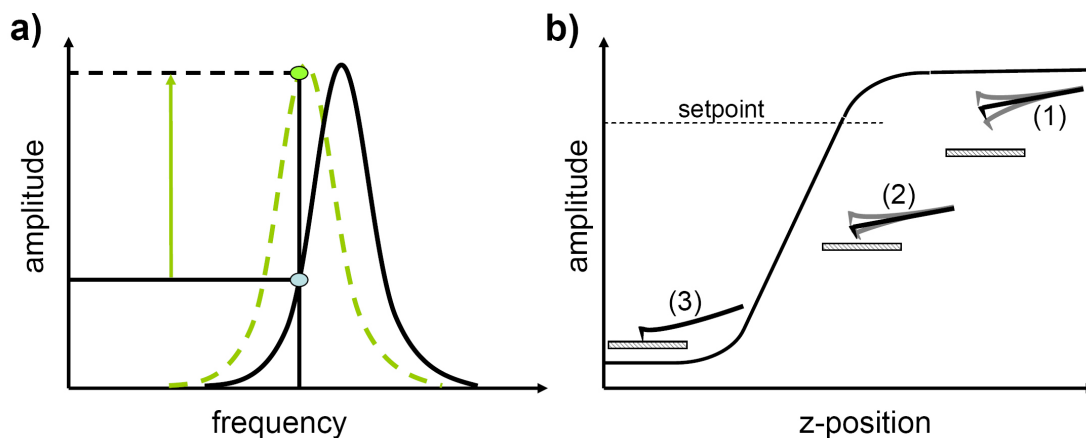 a)
amplitude
frequency
b)
setpoint
(1)
(2)
(3)
amplitude
z-position